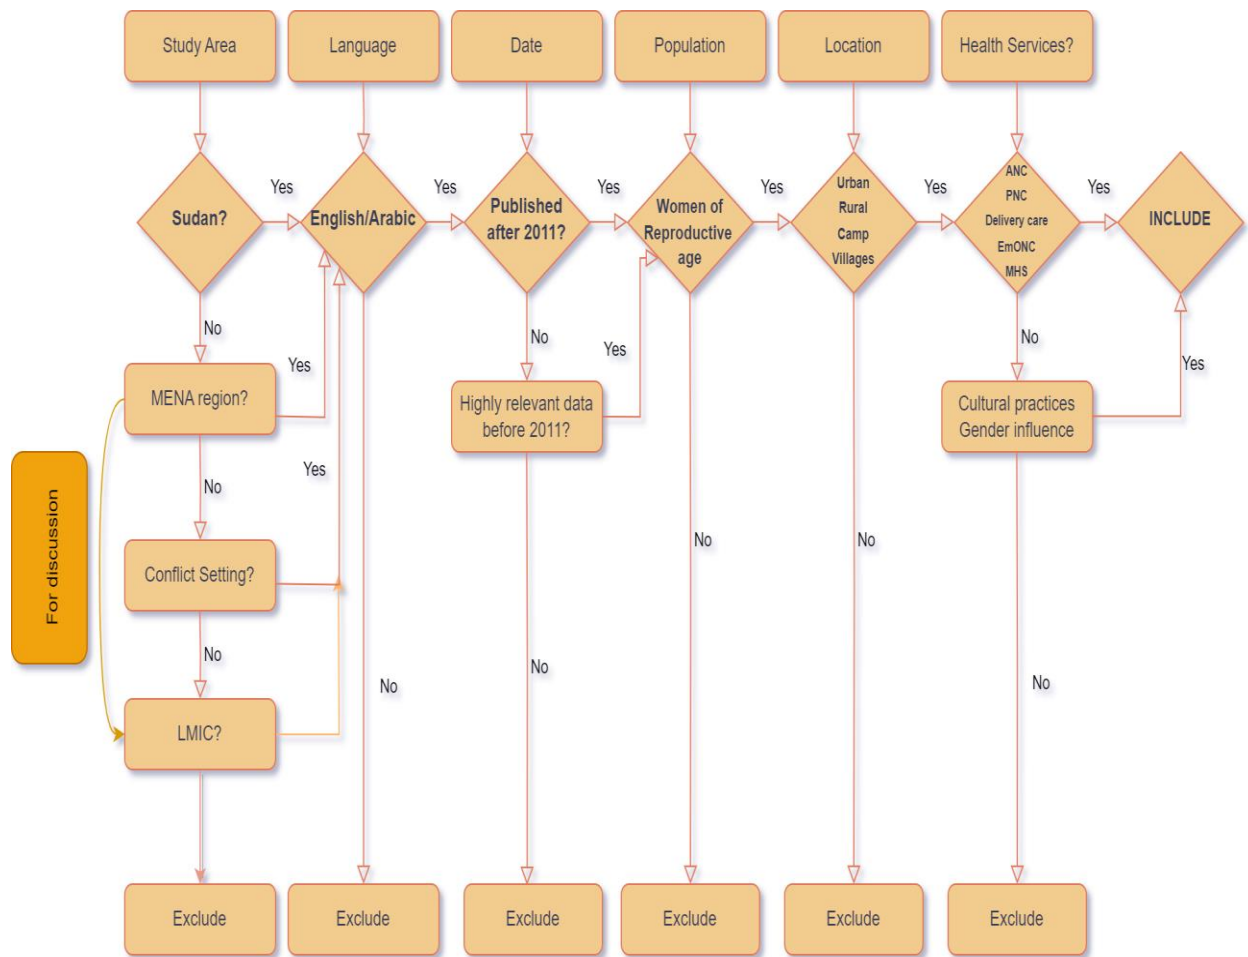 Study Area
Language
Date
Population
Location
Health Services?
Sudan?
Yes
English/Arabic
Yes
Published
after 2011?
Yes
Women of
Reproductive
age
Yes
Urban
Rural
Camp
Villages
Yes
ANC
PNC
Delivery care
EmONC
MHS
Yes
INCLUDE
No
No
No
MENA region?
Yes
Highly relevant data
before 2011?
Yes
Cultural practices
Gender influence
Yes
For discussion
No
Yes
Conflict Setting?
No
No
No
LMIC?
No
No
No
Exclude
Exclude
Exclude
Exclude
Exclude
Exclude